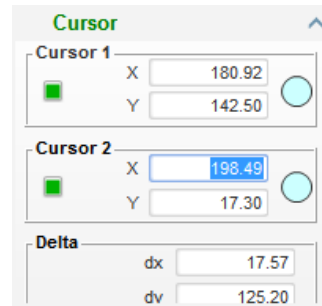 Cursor
Cursor 1
X 180.92
Y 142.50
Cursor 2
X 198.49
Y 17.30
Delta
dx 17.57
dy 125.20